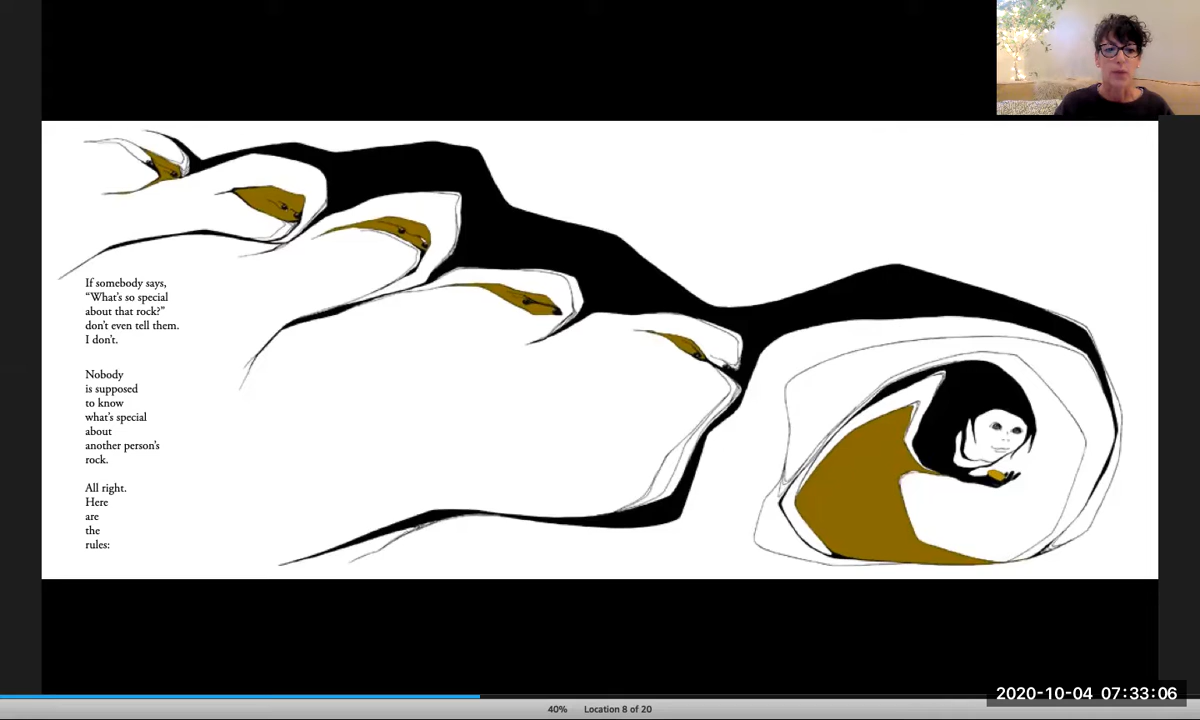 If somebody says,
“What’s so special
about that rock?”
don’t even tell them.
I don’t.
Nobody
is supposed
to know
what’s special
about
another person’s
rock.
All right.
Here
are
the
rules:
2020-10-04 07:33:06
40% Location 8 of 20